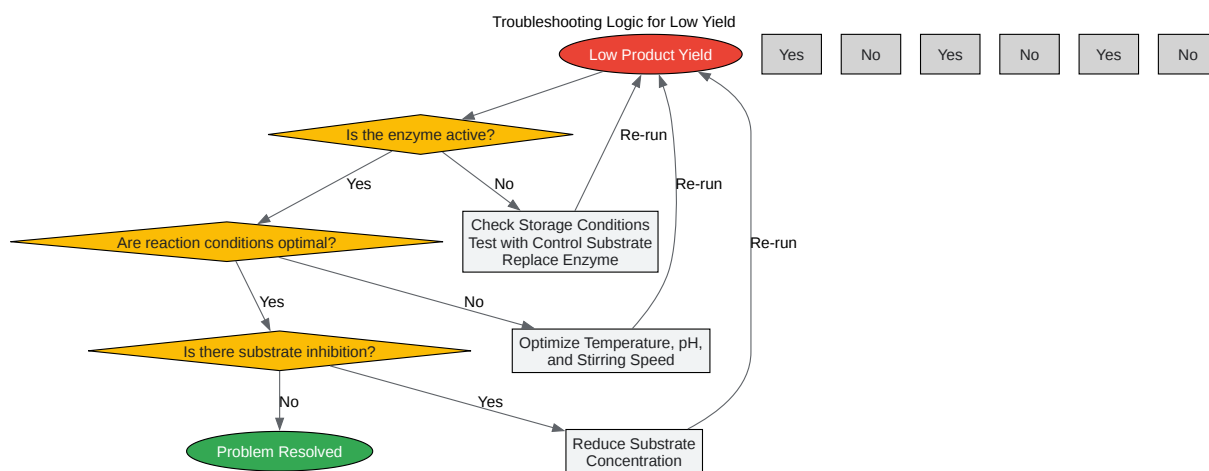 Troubleshooting Logic for Low Yield
Low Product Yield
Yes
No
Yes
No
Yes
No
Is the enzyme active?
Re-run
Yes
No
Re-run
Check Storage Conditions
Test with Control Substrate
Replace Enzyme
Are reaction conditions optimal?
Re-run
Yes
No
Optimize Temperature, pH,
and Stirring Speed
Is there substrate inhibition?
No
Yes
Problem Resolved
Reduce Substrate
Concentration